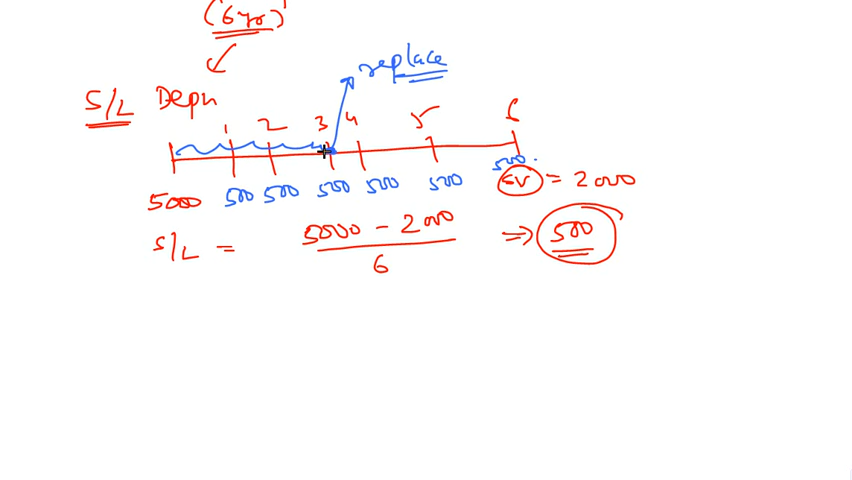 (6yr)
replace
S/L Depn
1 2 3 4 5 6
500.
5000 500 500 500 500 500 SV = 2000
S/L = 5000 - 2000 / 6 ⇒ 500